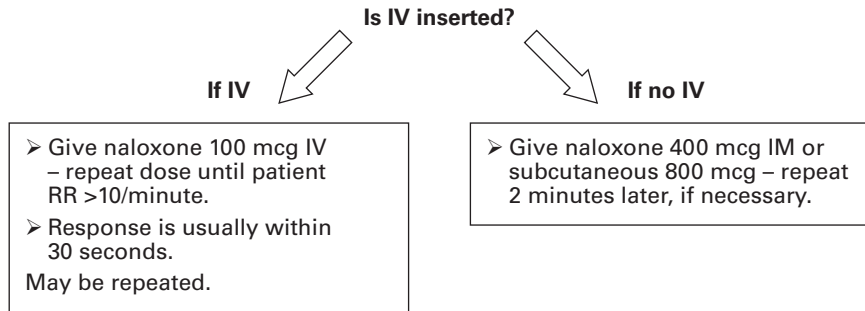 Is IV inserted?
If IV
➢ Give naloxone 100 mcg IV
– repeat dose until patient
RR >10/minute.
➢ Response is usually within
30 seconds.
May be repeated.
If no IV
➢ Give naloxone 400 mcg IM or
subcutaneous 800 mcg – repeat
2 minutes later, if necessary.